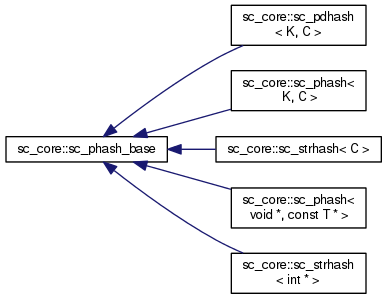 sc_core::sc_pdhash
< K, C >
sc_core::sc_phash<
K, C >
sc_core::sc_phash_base
sc_core::sc_strhash< C >
sc_core::sc_phash<
void *, const T * >
sc_core::sc_strhash
< int * >